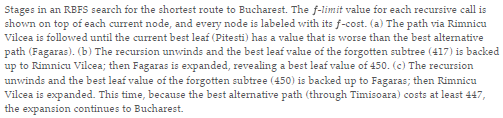 Stages in an RBFS search for the shortest route to Bucharest. The f-limit value for each recursive call is
shown on top of each current node, and every node is labeled with its f-cost. (a) The path via Rimnicu
Vilcea is followed until the current best leaf (Pitesti) has a value that is worse than the best alternative
path (Fagaras). (b) The recursion unwinds and the best leaf value of the forgotten subtree (417) is backed
up to Rimnicu Vilcea; then Fagaras is expanded, revealing a best leaf value of 450. (c) The recursion
unwinds and the best leaf value of the forgotten subtree (450) is backed up to Fagaras; then Rimnicu
Vilcea is expanded. This time, because the best alternative path (through Timisoara) costs at least 447,
the expansion continues to Bucharest.